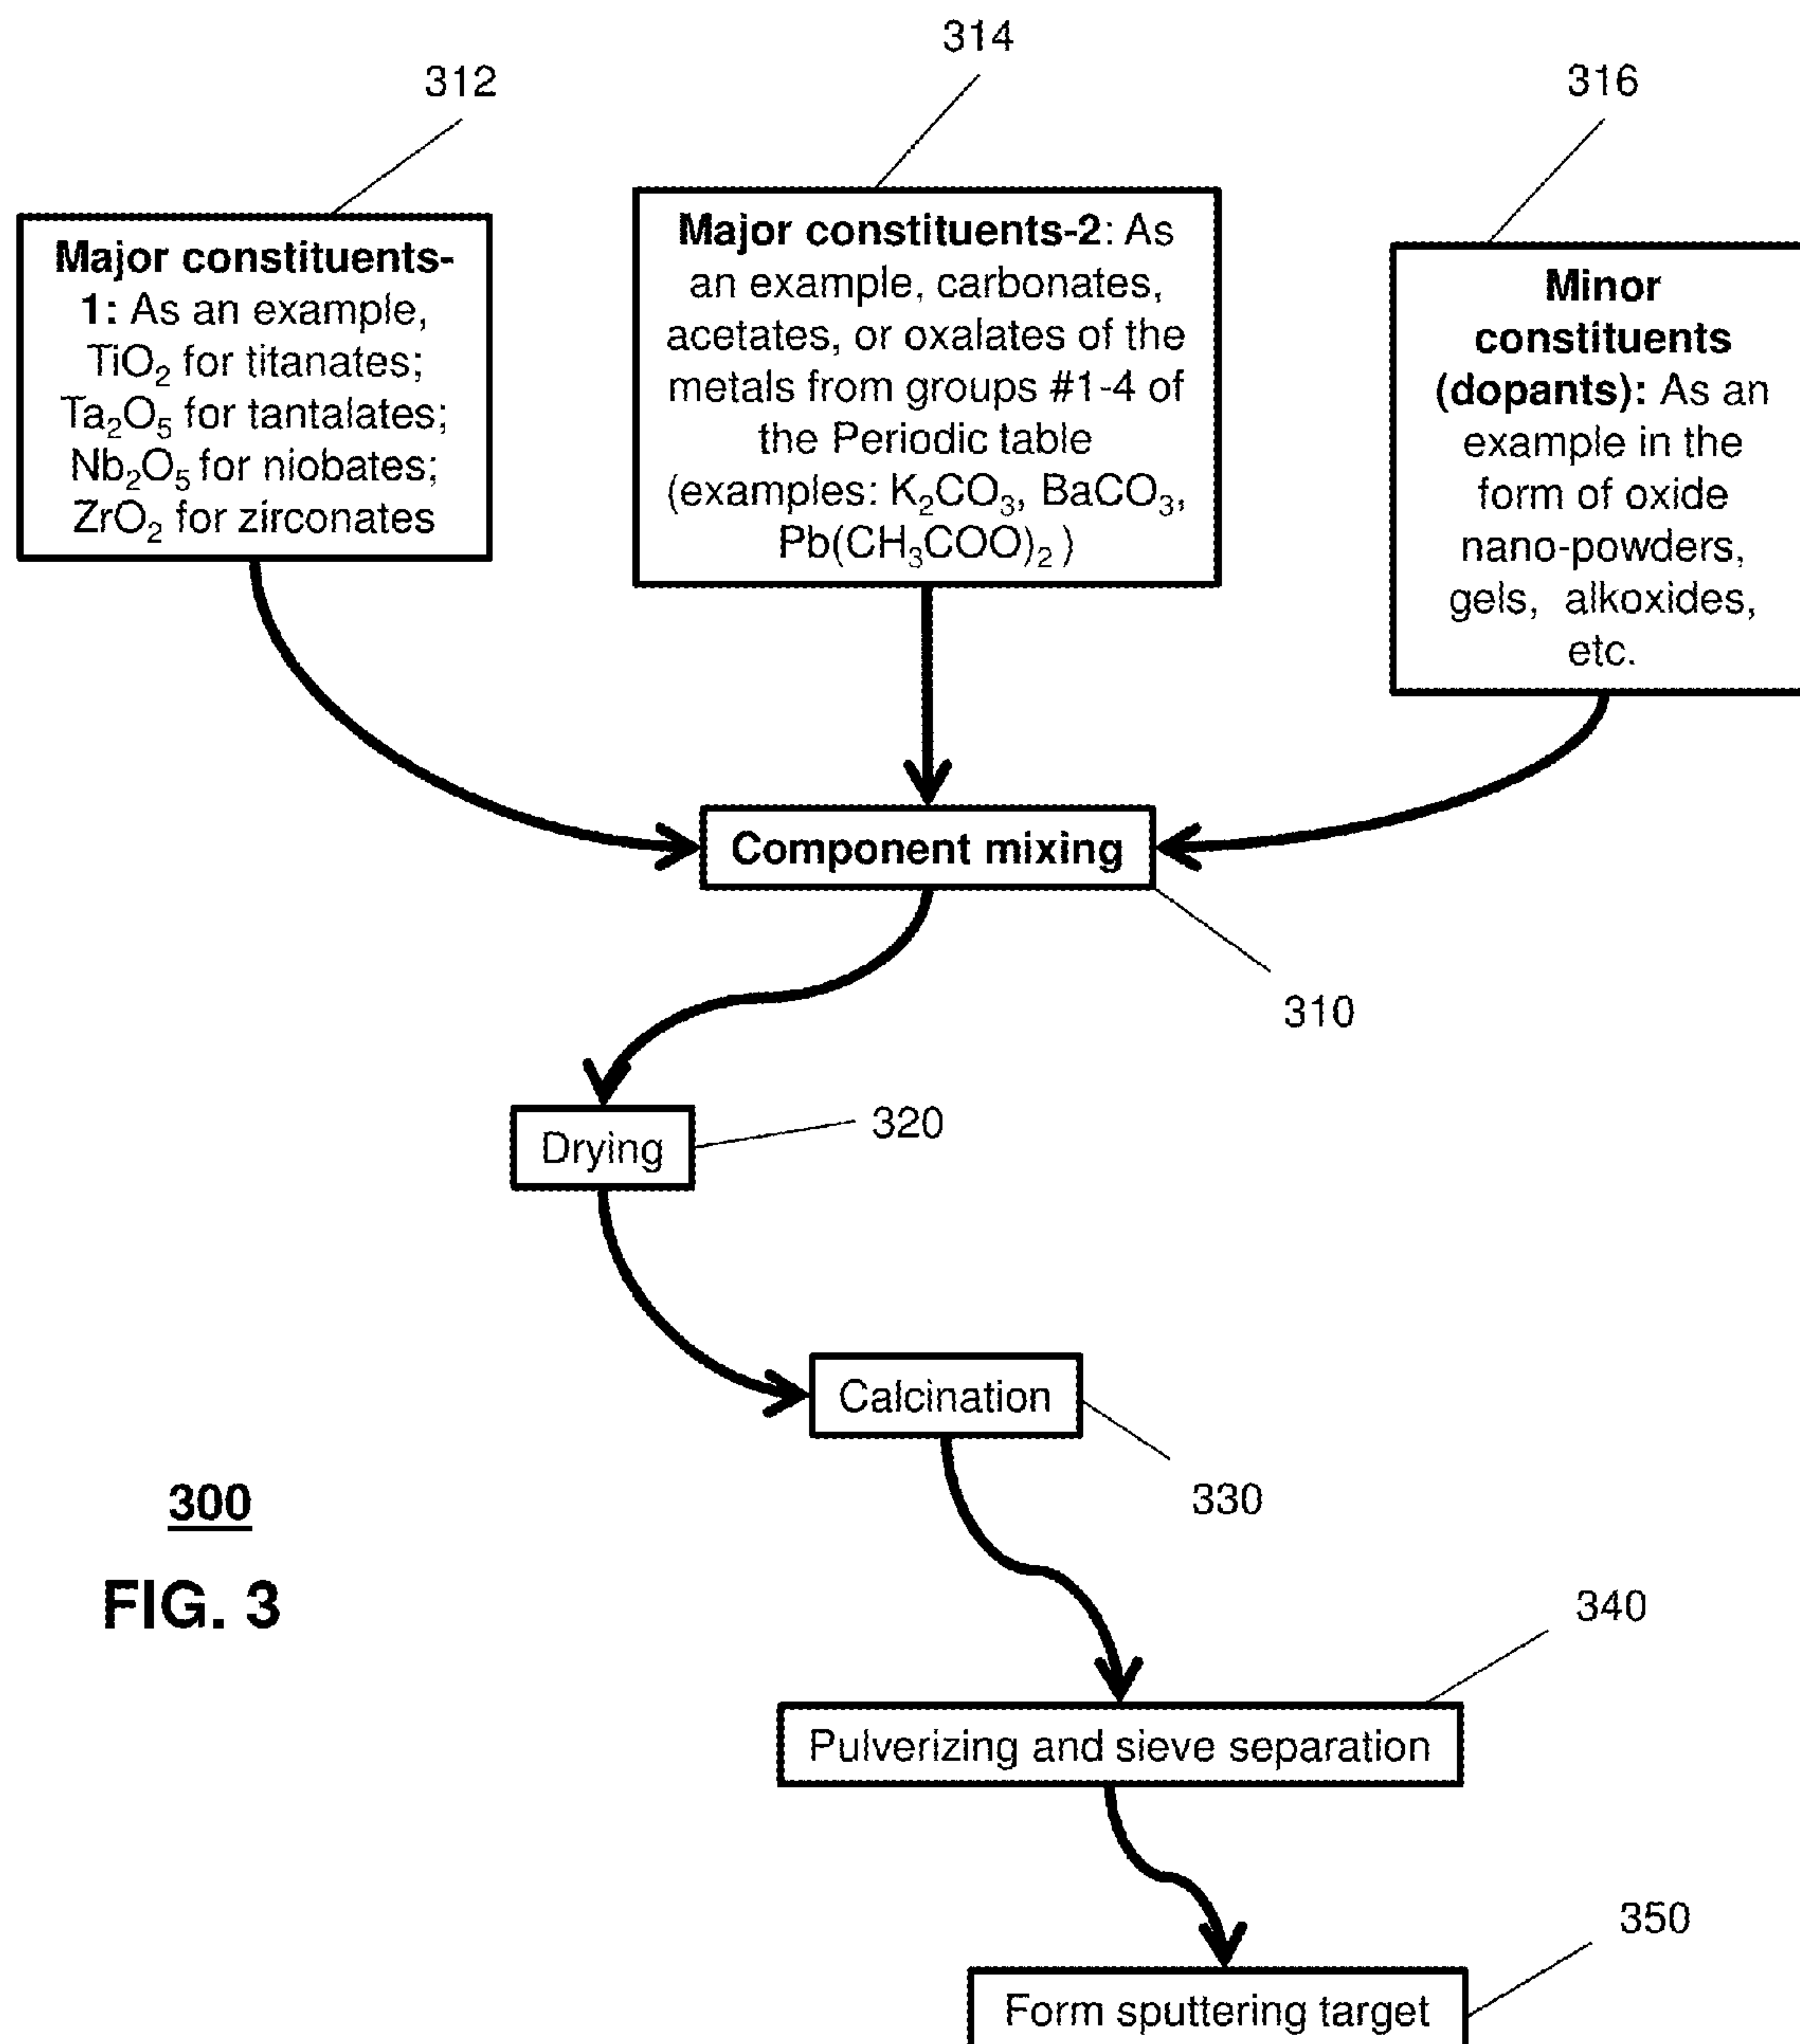 314
312
316
Major constituents-
1: As an example,
TiO₂ for titanates;
Ta₂O₅ for tantalates;
Nb₂O₅ for niobates;
ZrO₂ for zirconates
Major constituents-2: As
an example, carbonates,
acetates, or oxalates of the
metals from groups #1-4 of
the Periodic table
(examples: K₂CO₃, BaCO₃,
Pb(CH₃COO)₂ )
Minor
constituents
(dopants): As an
example in the
form of oxide
nano-powders,
gels, alkoxides,
etc.
Component mixing
310
Drying
320
Calcination
330
300
FIG. 3
340
Pulverizing and sieve separation
350
Form sputtering target